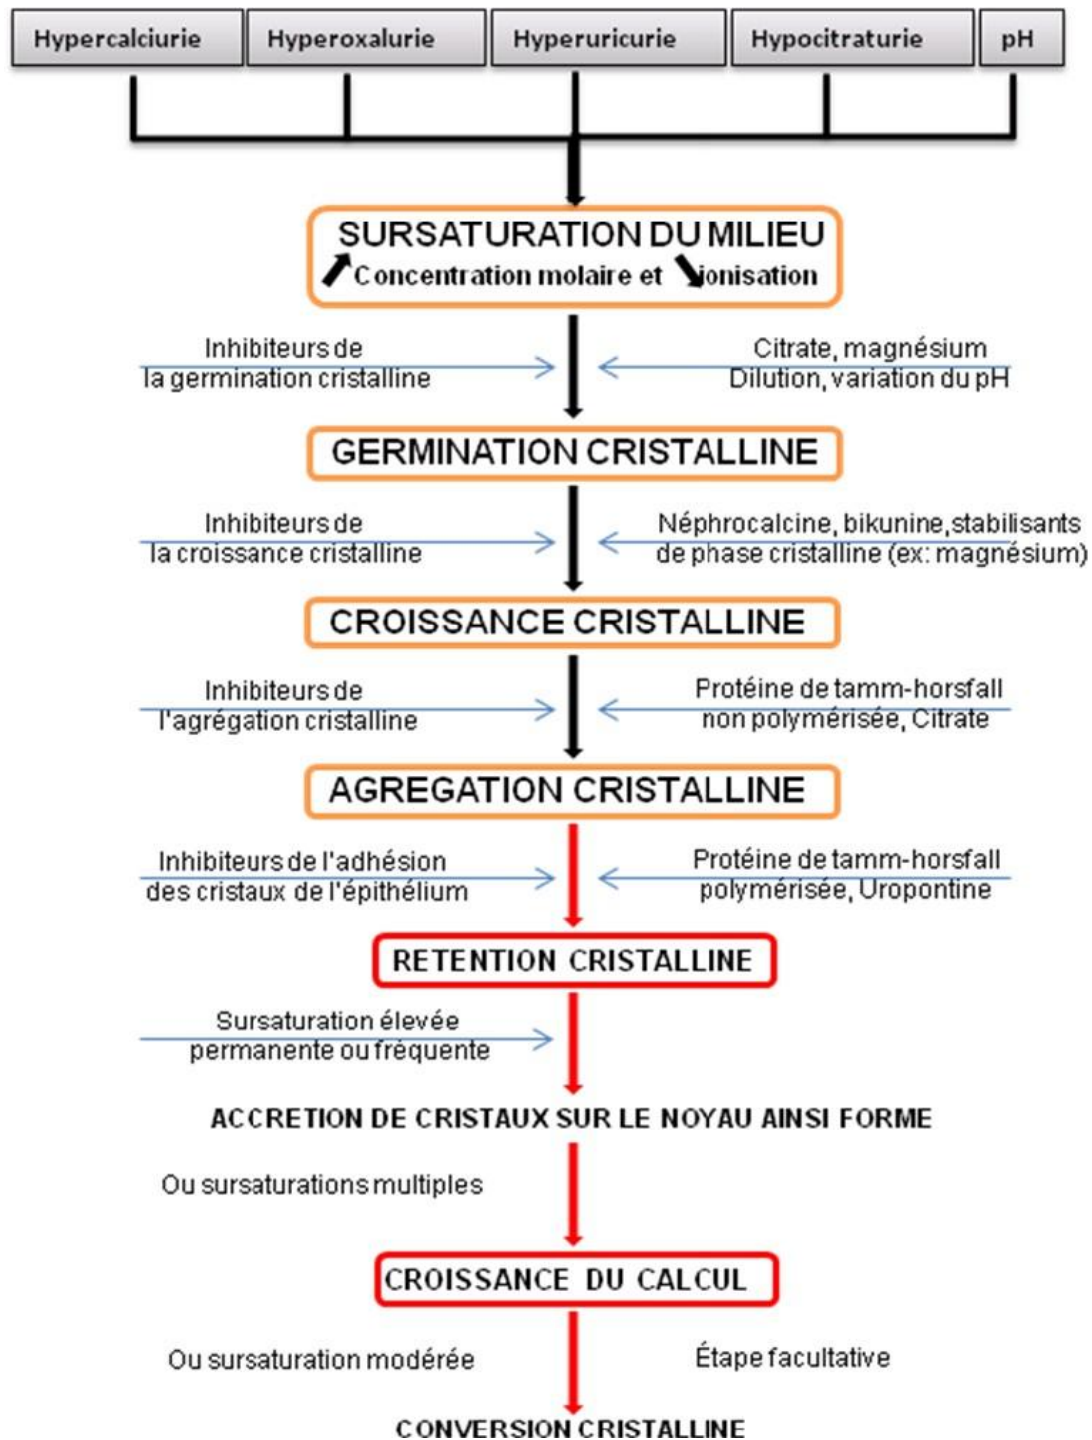 Hypercalciurie Hyperoxalurie Hyperuricurie Hypocitraturie pH
SURSATURATION DU MILIEU
Concentration molaire et ionisation
Inhibiteurs de
la germination cristalline
Citrate, magnésium
Dilution, variation du pH
GERMINATION CRISTALLINE
Inhibiteurs de
la croissance cristalline
Néphrocalcine, bikunine,stabilisants
de phase cristalline (ex: magnésium)
CROISSANCE CRISTALLINE
Inhibiteurs de
l'agrégation cristalline
Protéine de tamm-horsfall
non polymérisée, Citrate
AGREGATION CRISTALLINE
Inhibiteurs de l'adhésion
des cristaux de l'épithélium
Protéine de tamm-horsfall
polymérisée, Uropontine
RETENTION CRISTALLINE
Sursaturation élevée
permanente ou fréquente
ACCRETION DE CRISTAUX SUR LE NOYAU AINSI FORME
Ou sursaturations multiples
CROISSANCE DU CALCUL
Ou sursaturation modérée
Étape facultative
CONVERSION CRISTALLINE